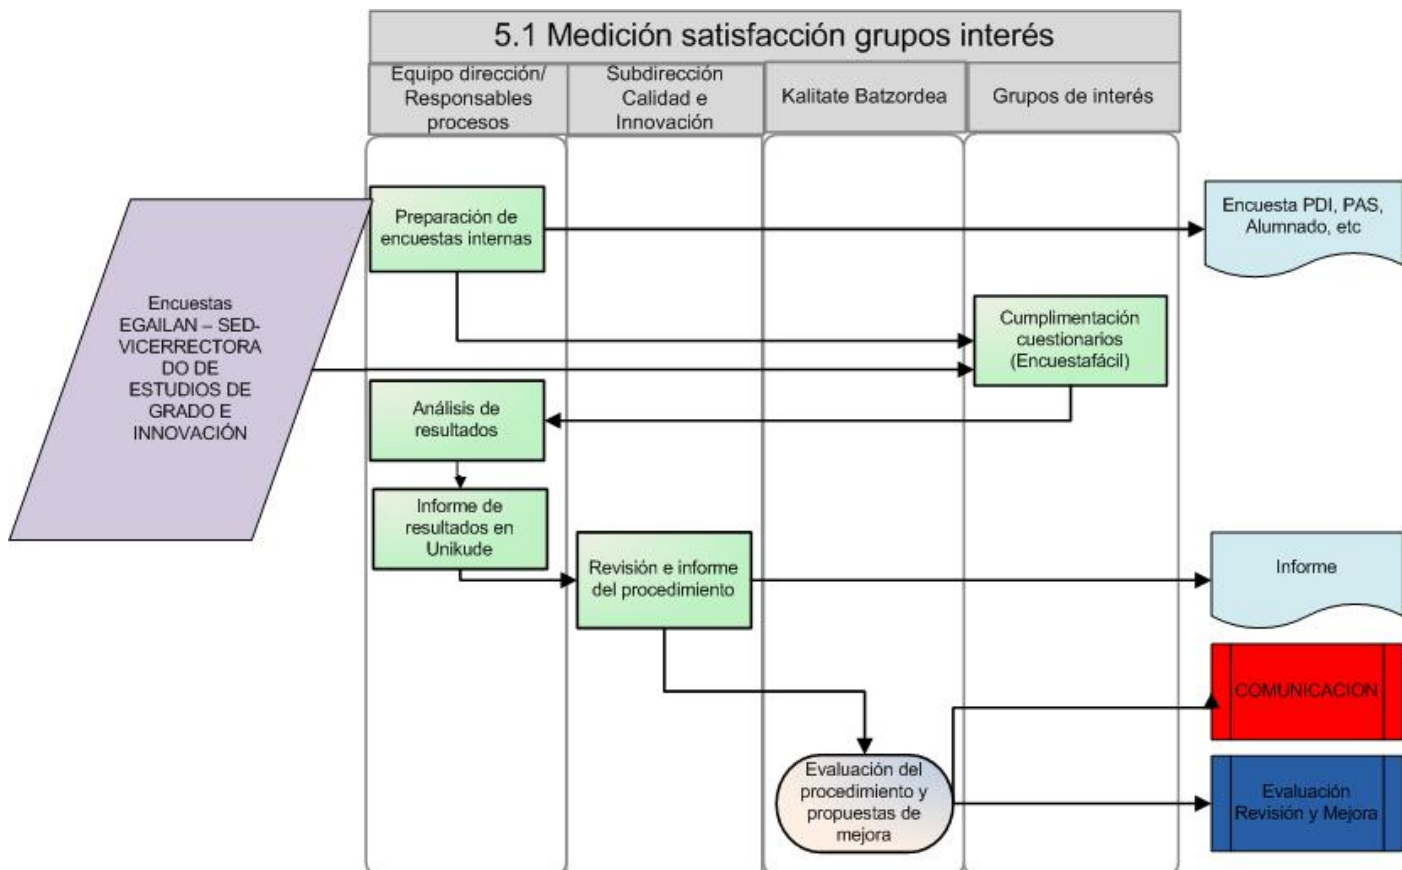 5.1 Medición satisfacción grupos interés
Equipo dirección/
Responsables
procesos
Subdirección
Calidad e
Innovación
Kalitate Batzordea
Grupos de interés
Preparación de
encuestas internas
Encuesta PDI, PAS,
Alumnado, etc
Encuestas
EGAILAN – SED-
VICERRECTORA
DO DE
ESTUDIOS DE
GRADO E
INNOVACIÓN
Cumplimentación
cuestionarios
(Encuestafácil)
Análisis de
resultados
Informe de
resultados en
Unikude
Revisión e informe
del procedimiento
Informe
COMUNICACION
Evaluación del
procedimiento y
propuestas de
mejora
Evaluación
Revisión y Mejora